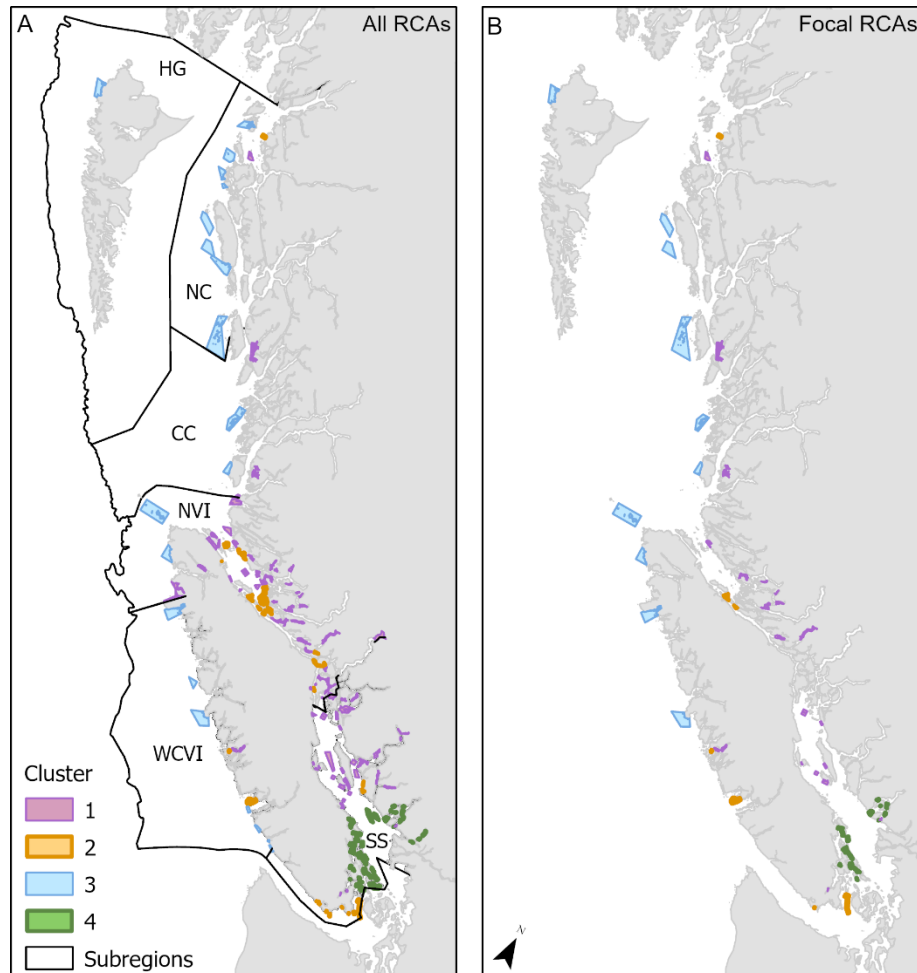 A All RCAs
HG
NC
CC
NVI
WCVI
SS
Cluster
1
2
3
4
Subregions
B Focal RCAs
N